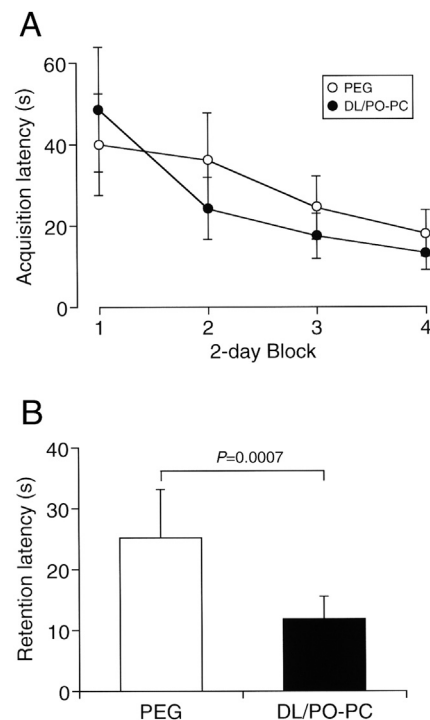 A
Acquisition latency (s)
60
40
20
0
PEG
DL/PO-PC
1 2 3 4
2-day Block
B
Retention latency (s)
40
30
20
10
0
P=0.0007
PEG DL/PO-PC